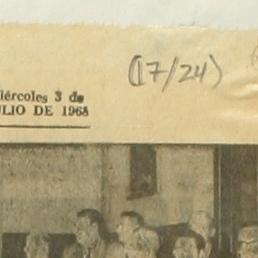 (17/24)
iércoles 3 de
ULIO DE 1968